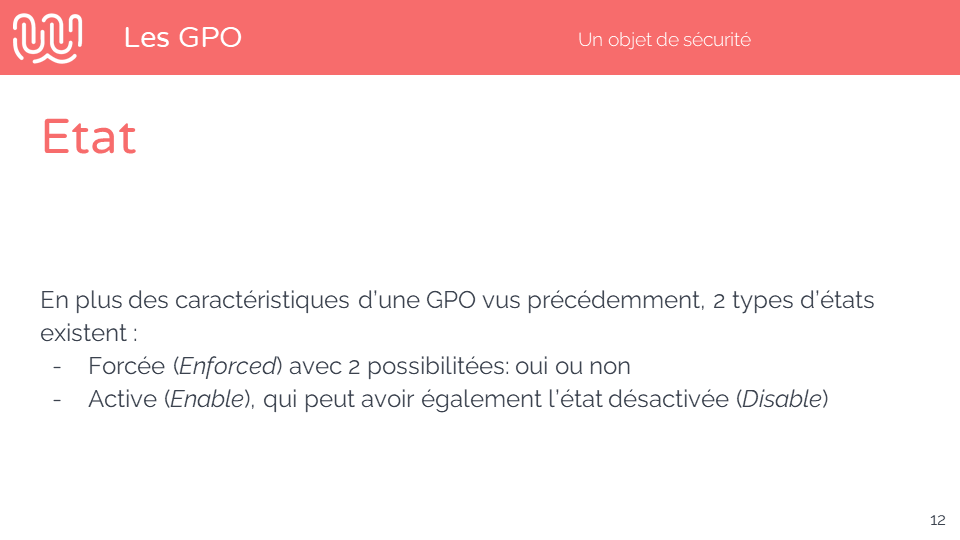 Les GPO
Un objet de sécurité
Etat
En plus des caractéristiques d’une GPO vus précédemment, 2 types d’états
existent :
- Forcée (Enforced) avec 2 possibilitées: oui ou non
- Active (Enable), qui peut avoir également l’état désactivée (Disable)
12